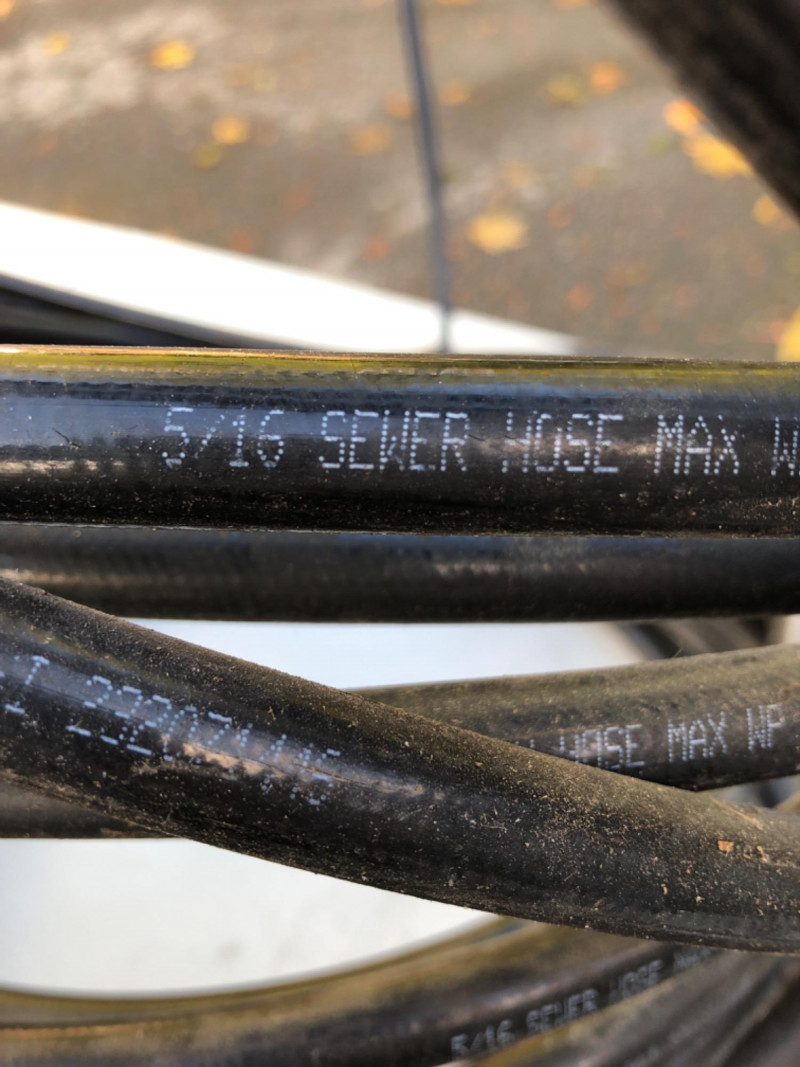 5/16 SEWER HOSE MAX W
HOSE MAX WP
5/16 SEWER HOSE